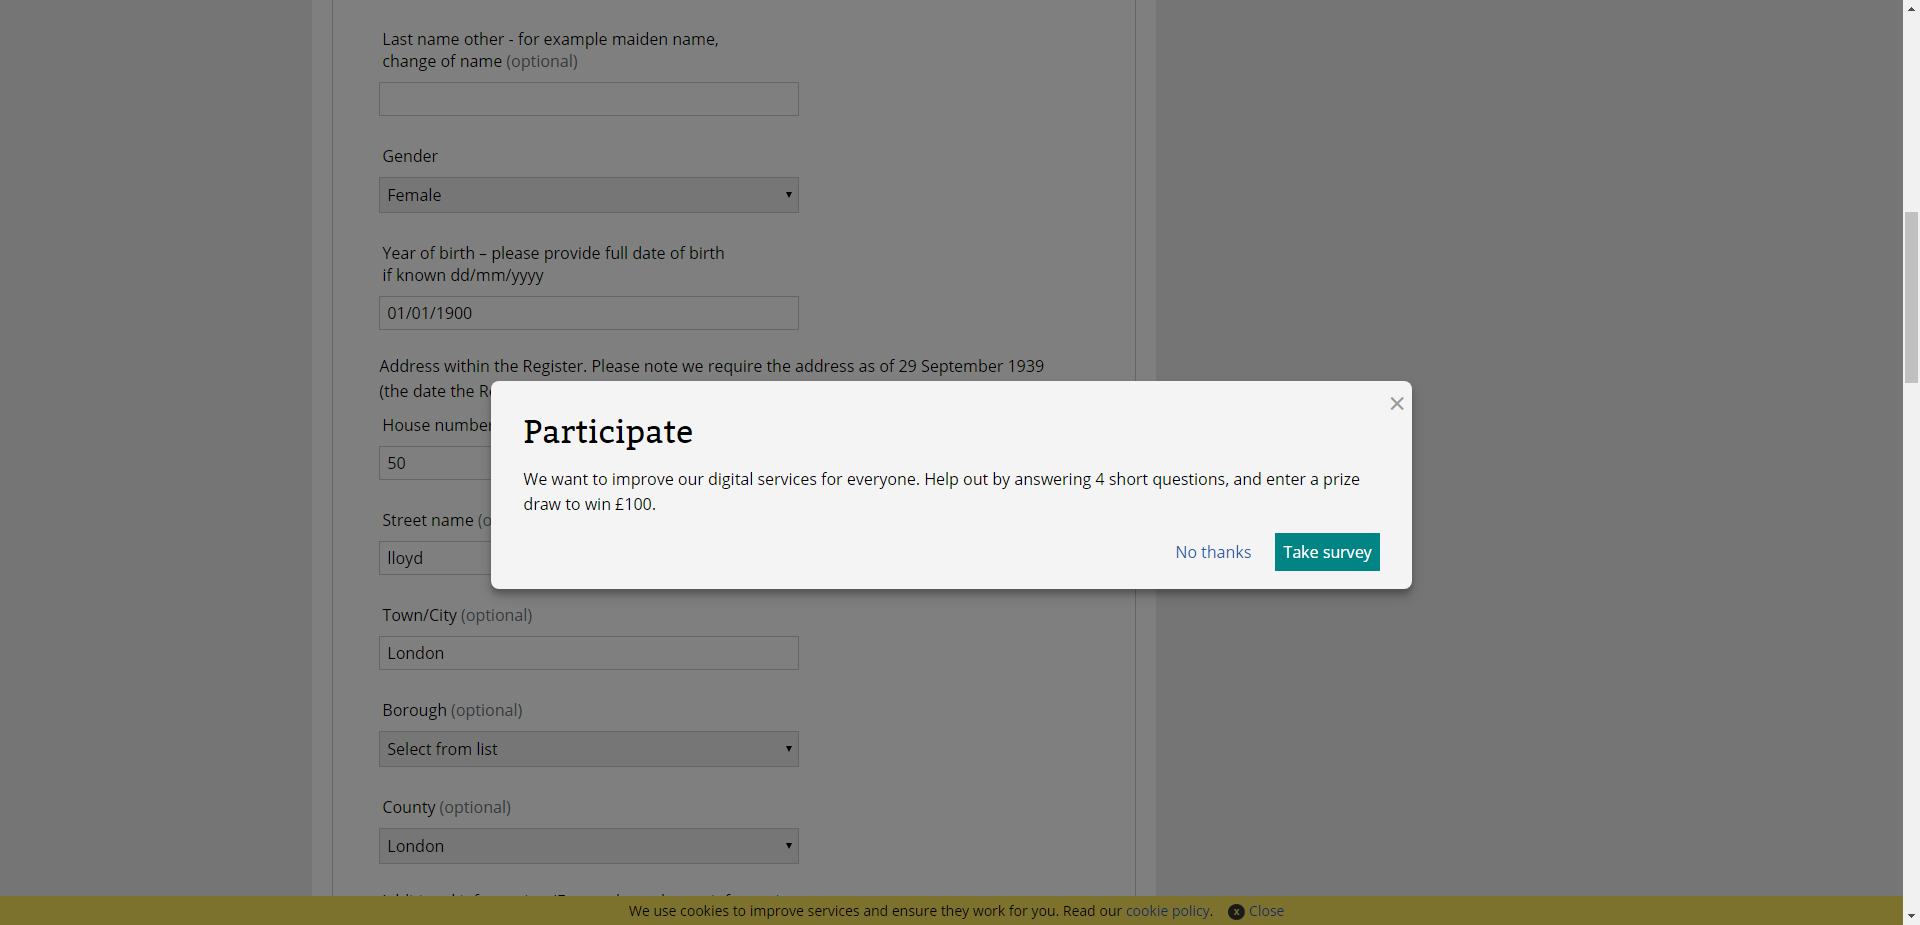 Last name other - for example maiden name,
change of name (optional)
Gender
Female
Year of birth – please provide full date of birth
if known dd/mm/yyyy
01/01/1900
Address within the Register. Please note we require the address as of 29 September 1939
(the date the R
House number
50
Street name (o
lloyd
Participate
We want to improve our digital services for everyone. Help out by answering 4 short questions, and enter a prize
draw to win £100.
No thanks
Take survey
Town/City (optional)
London
Borough (optional)
Select from list
County (optional)
London
We use cookies to improve services and ensure they work for you. Read our cookie policy. x Close